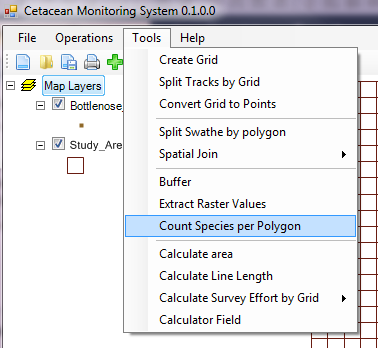 Cetacean Monitoring System 0.1.0.0
File Operations Tools Help
Map Layers
Bottlenose_
Study_Are
Create Grid
Split Tracks by Grid
Convert Grid to Points
Split Swathe by polygon
Spatial Join
Buffer
Extract Raster Values
Count Species per Polygon
Calculate area
Calculate Line Length
Calculate Survey Effort by Grid
Calculator Field